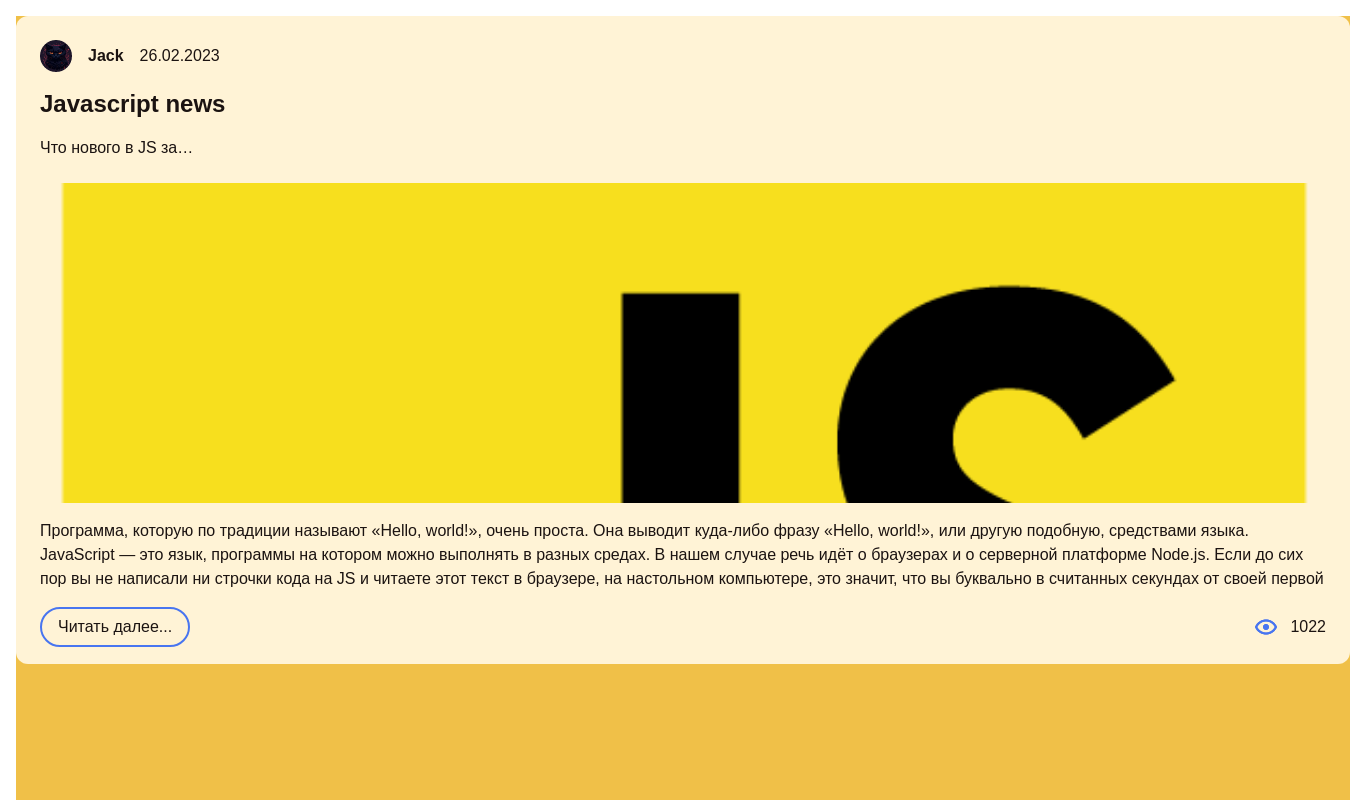 Jack 26.02.2023
Javascript news
Что нового в JS за…
JS
Программа, которую по традиции называют «Hello, world!», очень проста. Она выводит куда-либо фразу «Hello, world!», или другую подобную, средствами языка.
JavaScript — это язык, программы на котором можно выполнять в разных средах. В нашем случае речь идёт о браузерах и о серверной платформе Node.js. Если до сих
пор вы не написали ни строчки кода на JS и читаете этот текст в браузере, на настольном компьютере, это значит, что вы буквально в считанных секундах от своей первой
Читать далее... 1022